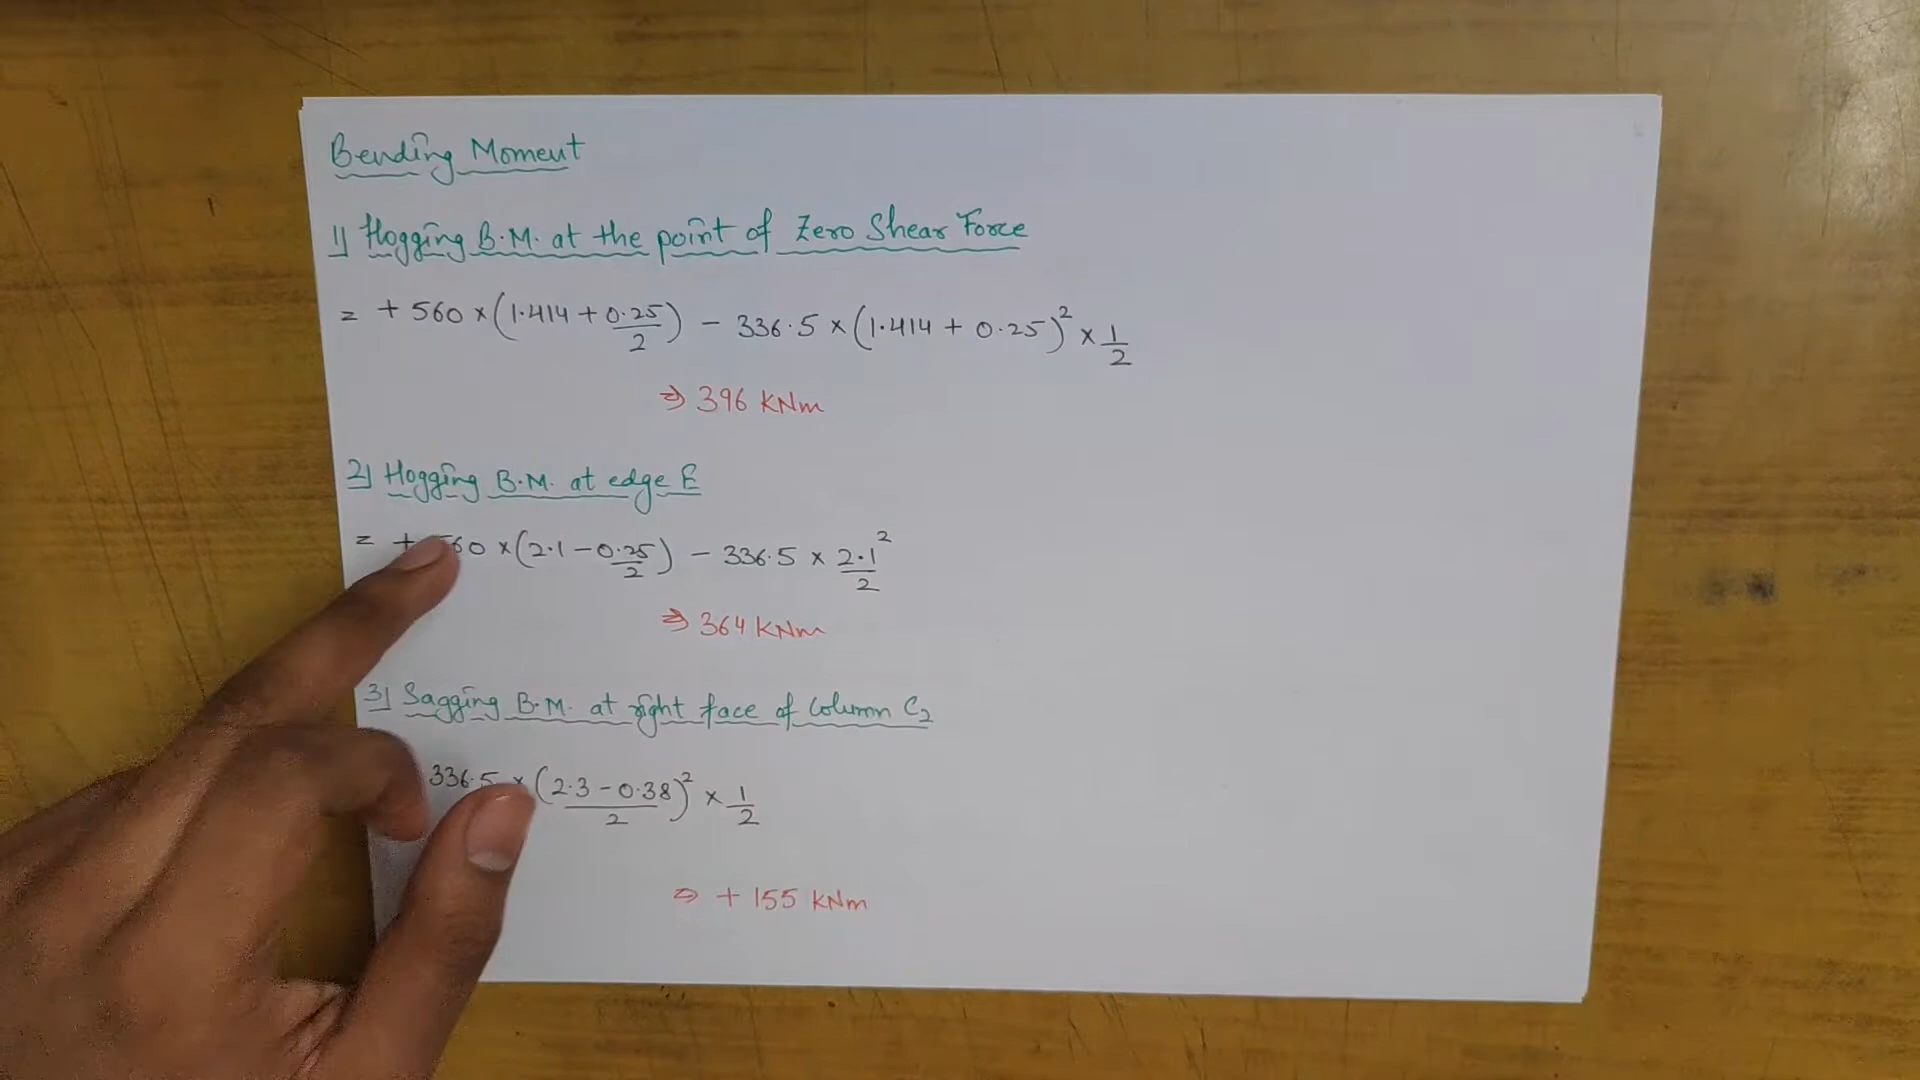 Bending Moment
1) Hogging B.M. at the point of Zero Shear Force
= + 560 × (1.414 + 0.25/2) - 336.5 × (1.414 + 0.25)² × 1/2
⇒ 396 KNm
2) Hogging B.M. at edge E
= + 60 × (2.1 - 0.25/2) - 336.5 × 2.1²/2
⇒ 364 KNm
3) Sagging B.M. at right face of Column C₂
336.5 × (2.3 - 0.38/2)² × 1/2
⇒ + 155 KNm